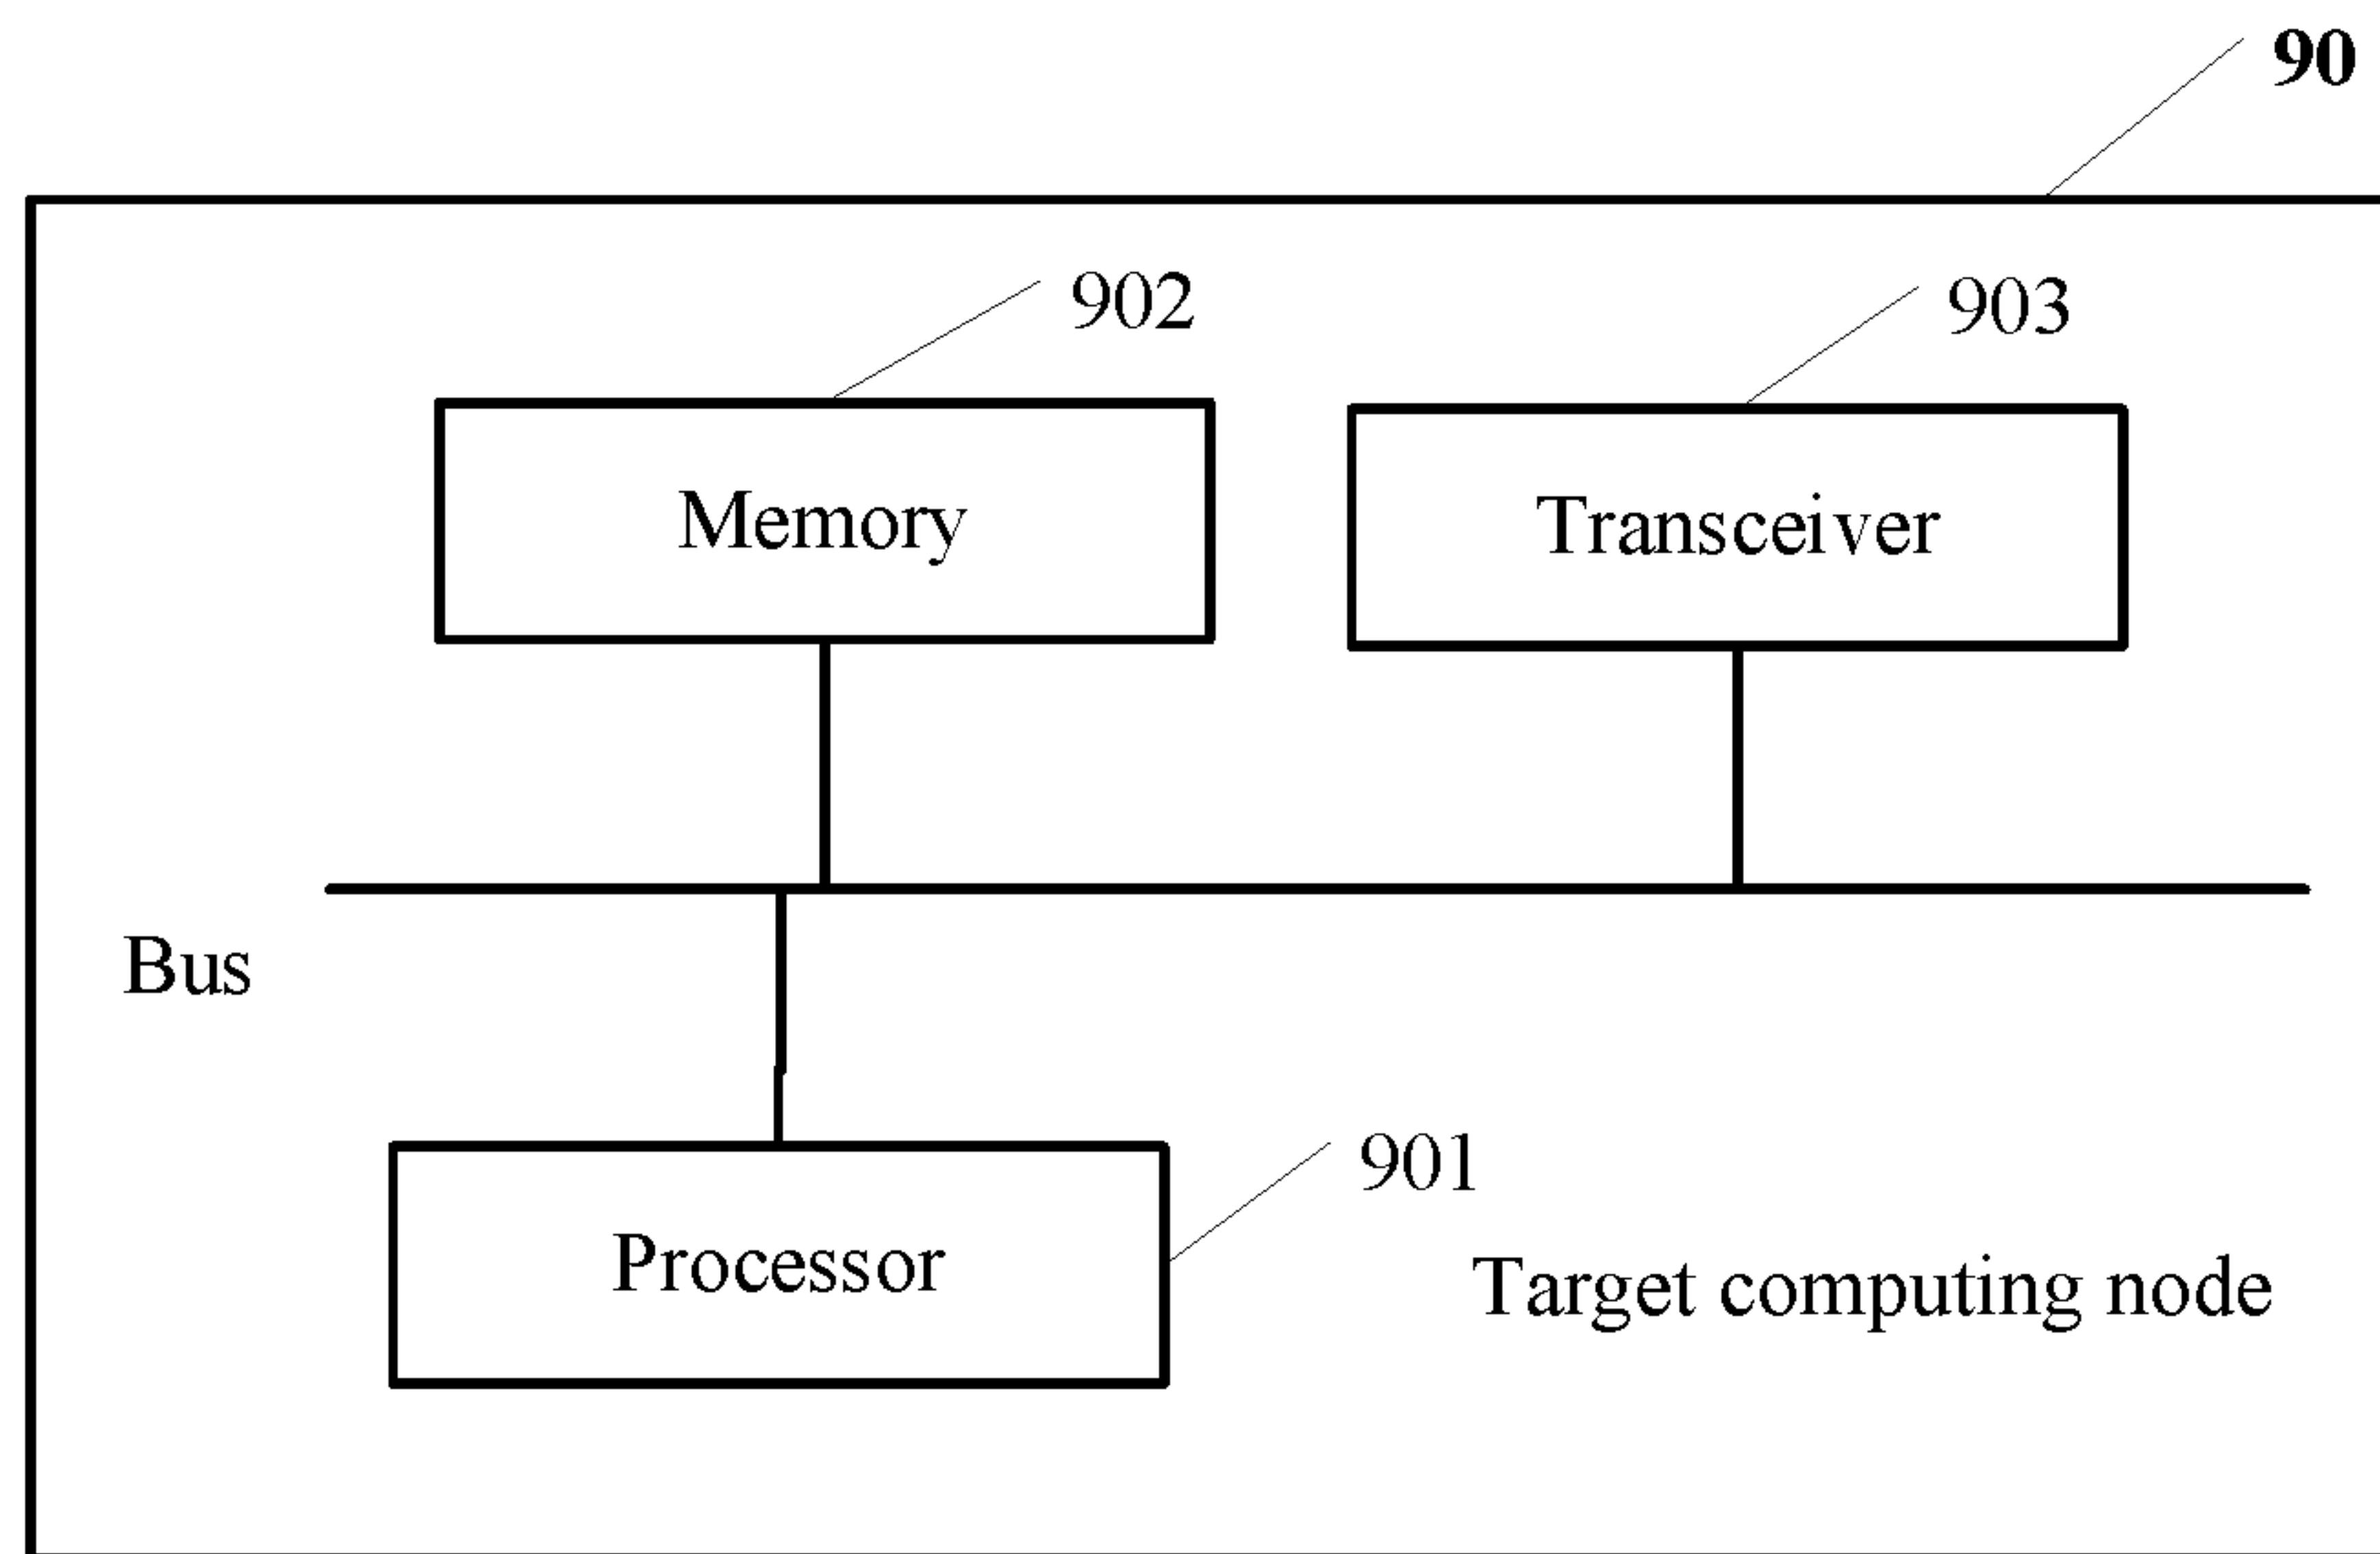 90
902
903
Memory
Transceiver
Bus
901
Processor
Target computing node